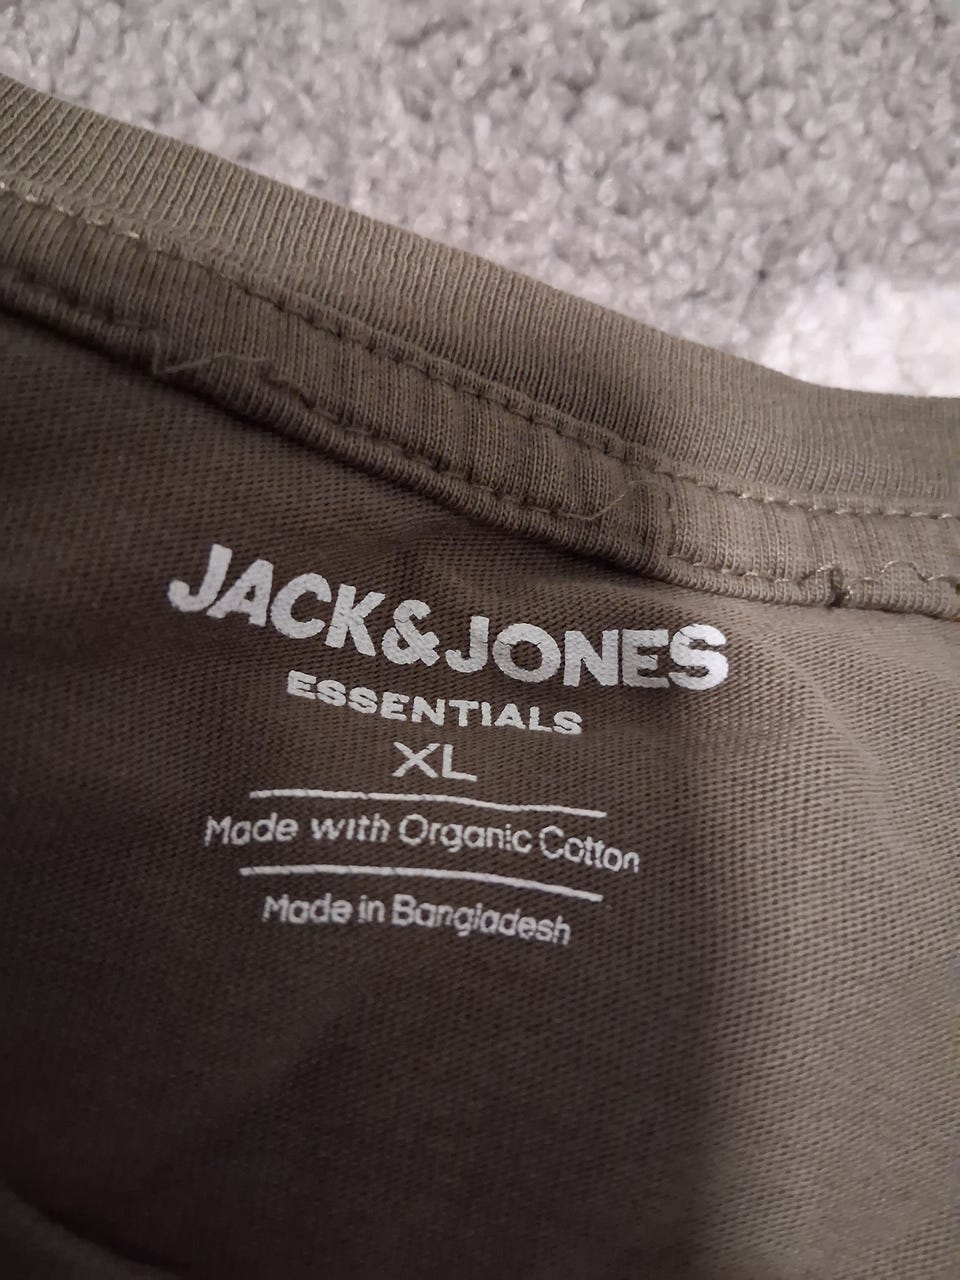 JACK&JONES
ESSENTIALS
XL
Made with Organic Cotton
Made in Bangladesh